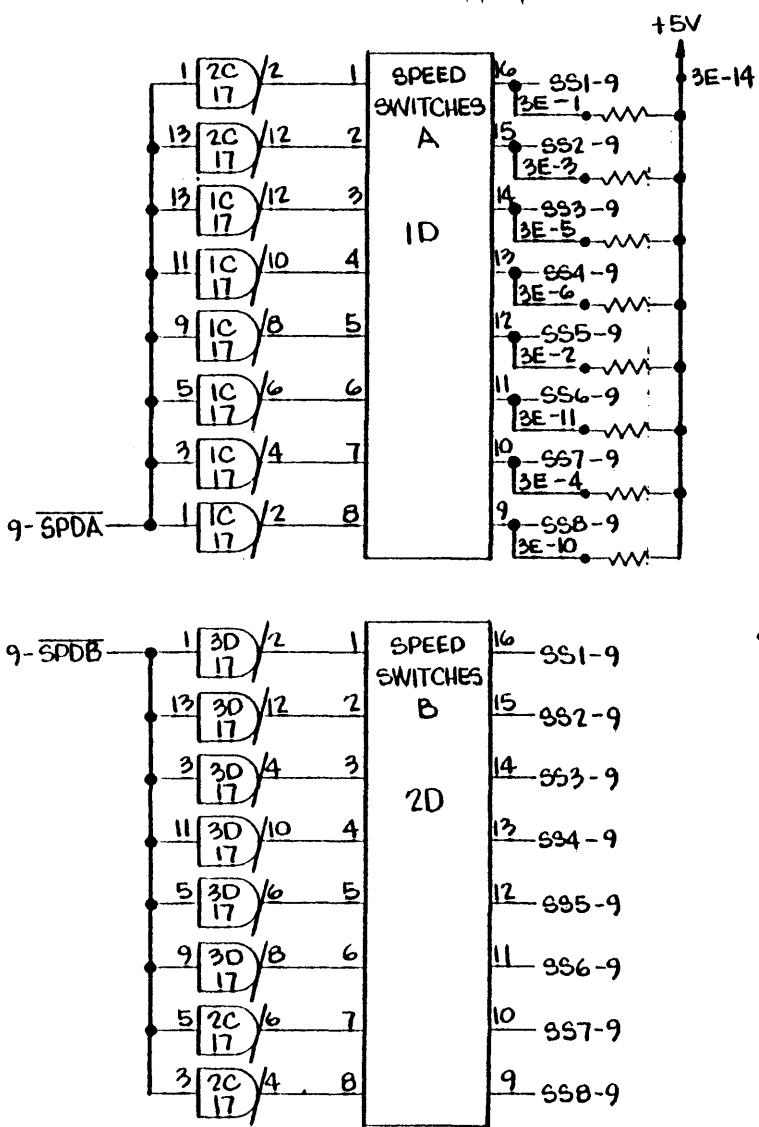 +5V
1 2C 17 2 1 SPEED SWITCHES A 16 SS1-9 3E-14
3E-1
13 2C 17 12 2 15 SS2-9
3E-3
13 1C 17 12 3 14 SS3-9
1D
3E-5
11 1C 17 10 4 13 SS4-9
3E-6
9 1C 17 8 5 12 SS5-9
3E-2
5 1C 17 6 6 11 SS6-9
3E-11
3 1C 17 4 7 10 SS7-9
3E-4
9-SPDA 1 1C 17 2 8 9 SS8-9
3E-10
9-SPDB 1 3D 17 2 1 SPEED SWITCHES B 16 SS1-9
13 3D 17 12 2 15 SS2-9
3 3D 17 4 3 14 SS3-9
2D
11 3D 17 10 4 13 SS4-9
5 3D 17 6 5 12 SS5-9
9 3D 17 8 6 11 SS6-9
5 2C 17 6 7 10 SS7-9
3 2C 17 4 8 9 SS8-9